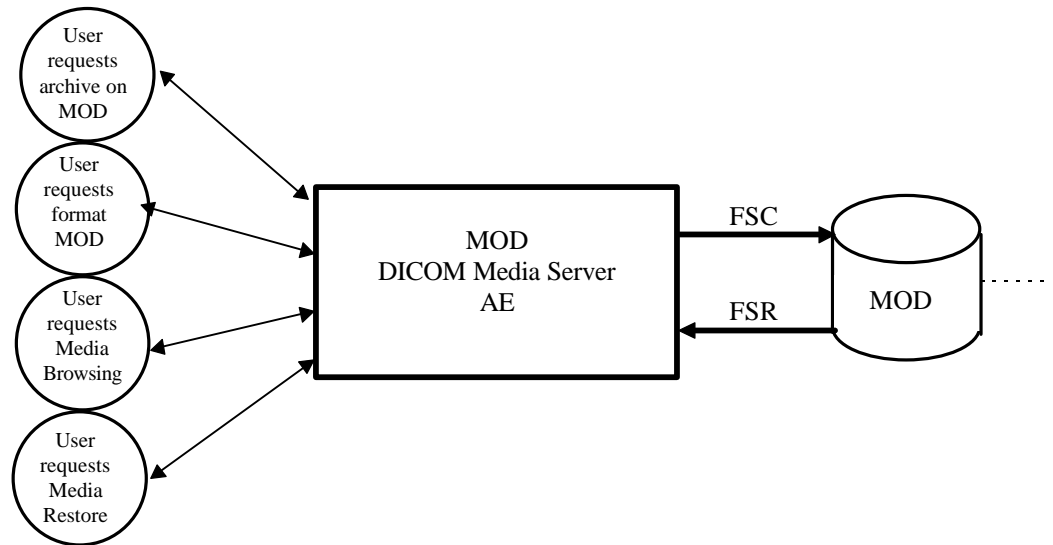 User
requests
archive on
MOD
User
requests
format
MOD
User
requests
Media
Browsing
User
requests
Media
Restore
MOD
DICOM Media Server
AE
FSC
FSR
MOD